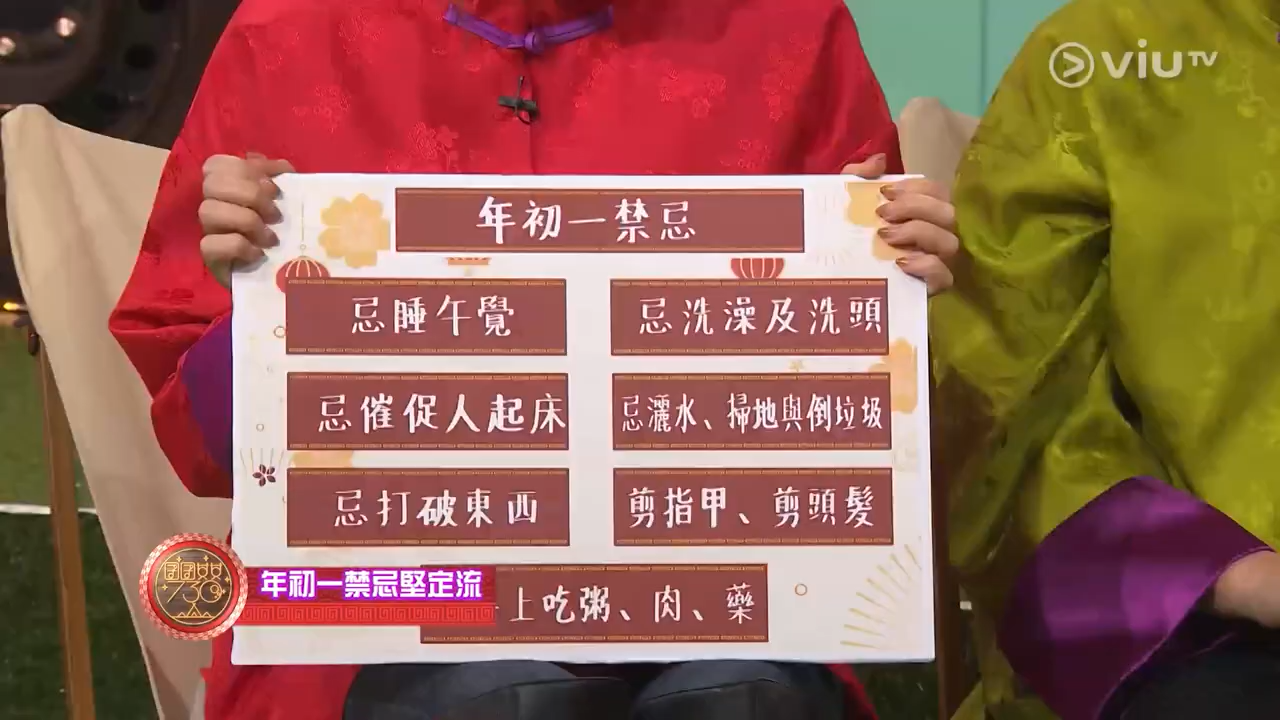 viuTV
年初一禁忌
忌睡午覺
忌洗澡及洗頭
忌催促人起床
忌灑水、掃地與倒垃圾
忌打破東西
剪指甲、剪頭髮
上吃粥、肉、藥
年初一禁忌堅定流
730